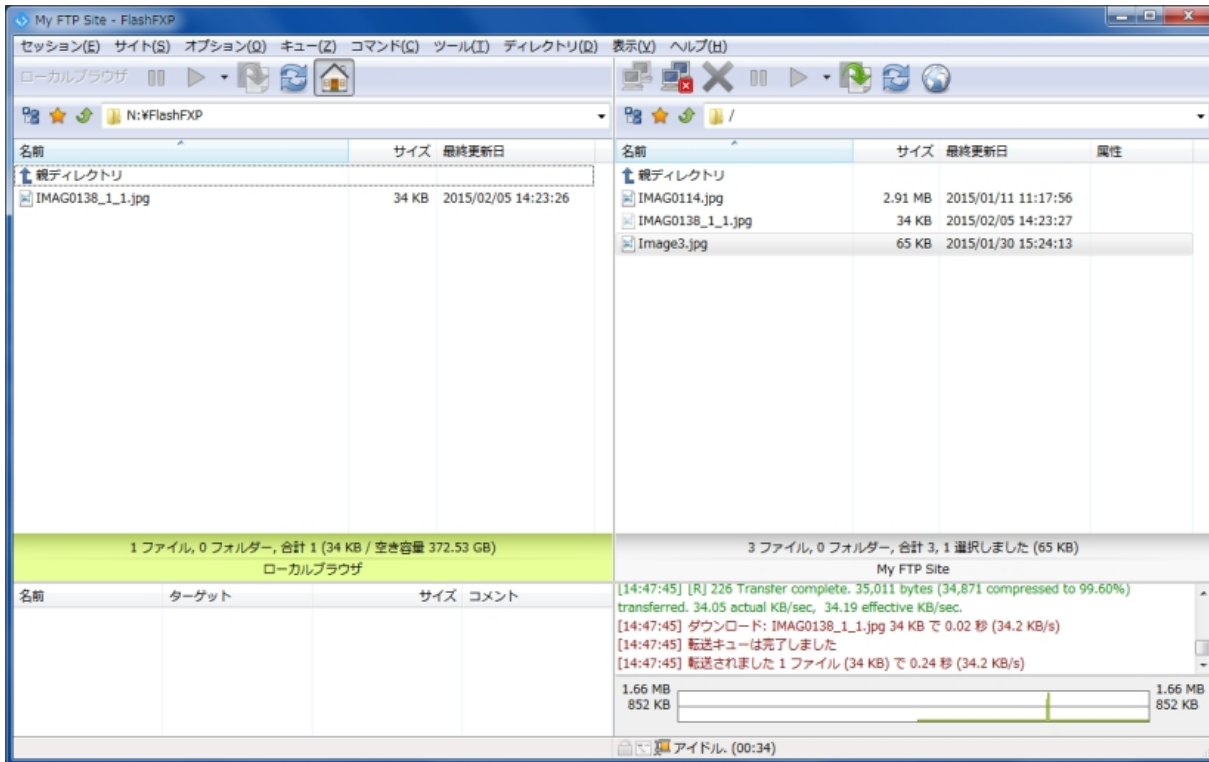 My FTP Site - FlashFXP
セッション(E) サイト(S) オプション(O) キュー(Z) コマンド(C) ツール(T) ディレクトリ(D) 表示(V) ヘルプ(H)
ローカルブラウザ
N:¥FlashFXP
/
名前 サイズ 最終更新日
親ディレクトリ
IMAG0138_1_1.jpg 34 KB 2015/02/05 14:23:26
1 ファイル, 0 フォルダー, 合計 1 (34 KB / 空き容量 372.53 GB)
ローカルブラウザ
名前 サイズ 最終更新日 属性
親ディレクトリ
IMAG0114.jpg 2.91 MB 2015/01/11 11:17:56
IMAG0138_1_1.jpg 34 KB 2015/02/05 14:23:27
Image3.jpg 65 KB 2015/01/30 15:24:13
3 ファイル, 0 フォルダー, 合計 3, 1 選択しました (65 KB)
My FTP Site
名前 ターゲット サイズ コメント
[14:47:45] [R] 226 Transfer complete. 35,011 bytes (34,871 compressed to 99.60%)
transferred. 34.05 actual KB/sec, 34.19 effective KB/sec.
[14:47:45] ダウンロード: IMAG0138_1_1.jpg 34 KB で 0.02 秒 (34.2 KB/s)
[14:47:45] 転送キューは完了しました
[14:47:45] 転送されました 1 ファイル (34 KB) で 0.24 秒 (34.2 KB/s)
1.66 MB 1.66 MB
852 KB 852 KB
アイドル. (00:34)